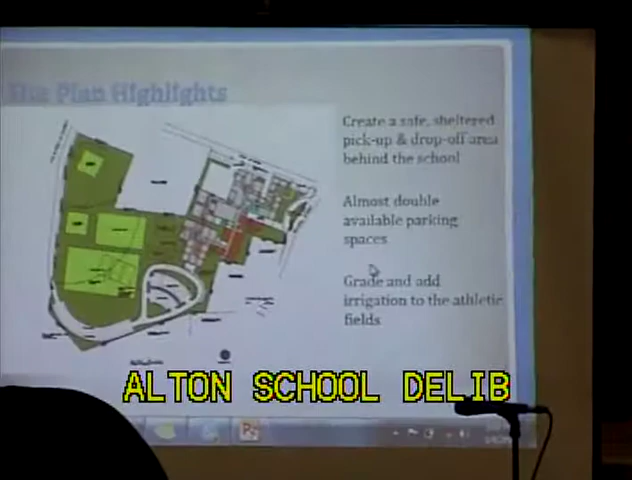 Site Plan Highlights
Create a safe, sheltered
pick-up & drop-off area
behind the school
Almost double
available parking
spaces
Grade and add
irrigation to the athletic
fields
ALTON SCHOOL DELIB